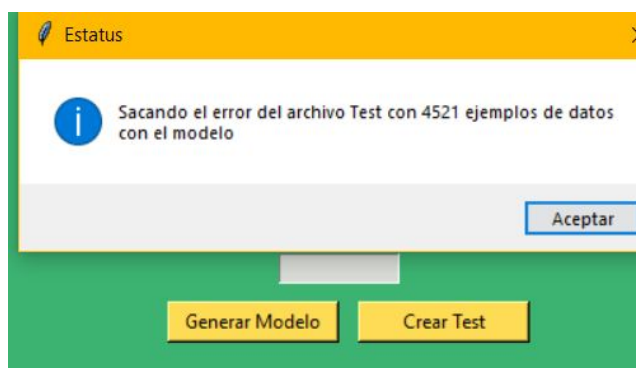 Estatus
Sacando el error del archivo Test con 4521 ejemplos de datos
con el modelo
Aceptar
Generar Modelo
Crear Test